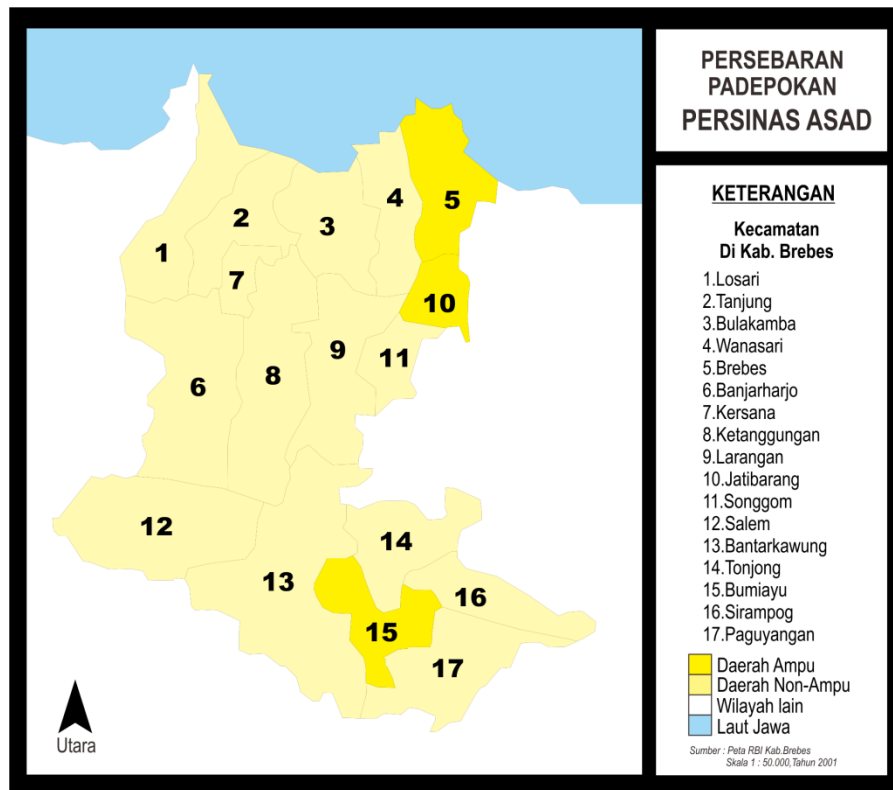 PERSEBARAN
PADEPOKAN
PERSINAS ASAD
KETERANGAN
Kecamatan
Di Kab. Brebes
1.Losari
2.Tanjung
3.Bulakamba
4.Wanasari
5.Brebes
6.Banjarharjo
7.Kersana
8.Ketanggungan
9.Larangan
10.Jatibarang
11.Songgom
12.Salem
13.Bantarkawung
14.Tonjong
15.Bumiayu
16.Sirampog
17.Paguyangan
Daerah Ampu
Daerah Non-Ampu
Wilayah lain
Laut Jawa
Sumber : Peta RBI Kab.Brebes
Skala 1 : 50.000,Tahun 2001
1
2
3
4
5
6
7
8
9
10
11
12
13
14
15
16
17
Utara